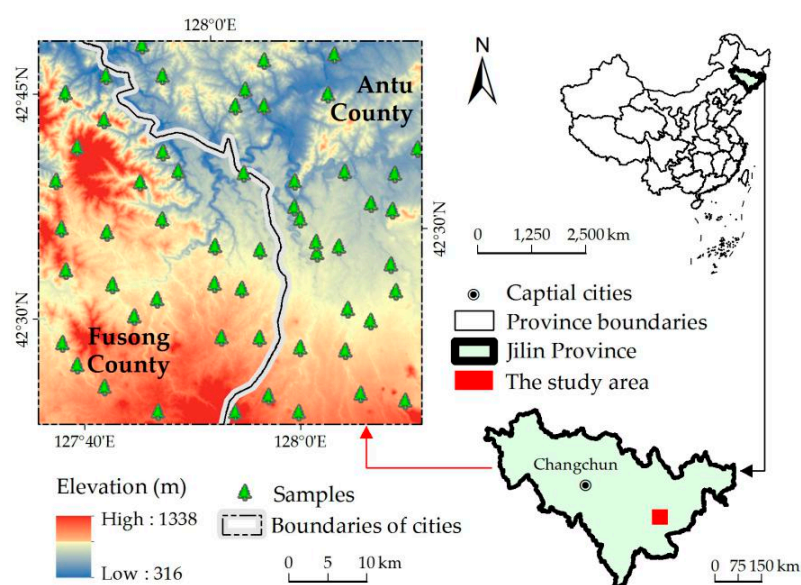 128°0'E
N
42°45'N
Antu
County
42°30'N
0 1,250 2,500 km
Captial cities
Province boundaries
Jilin Province
The study area
42°30'N
Fusong
County
127°40'E
128°0'E
Changchun
Elevation (m)
High : 1338
Low : 316
Samples
Boundaries of cities
0 5 10 km
0 75 150 km